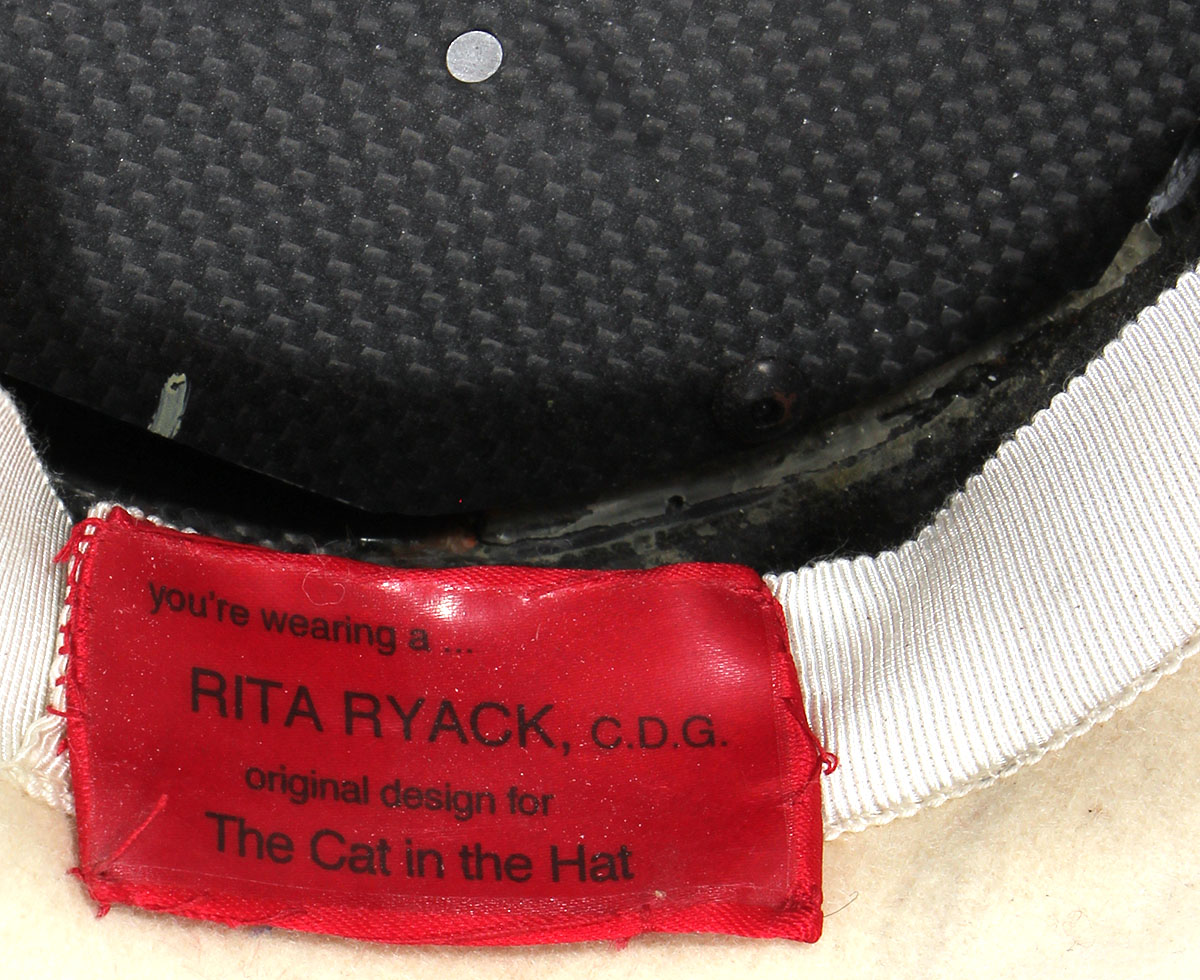 you're wearing a ...
RITA RYACK, C.D.G.
original design for
The Cat in the Hat